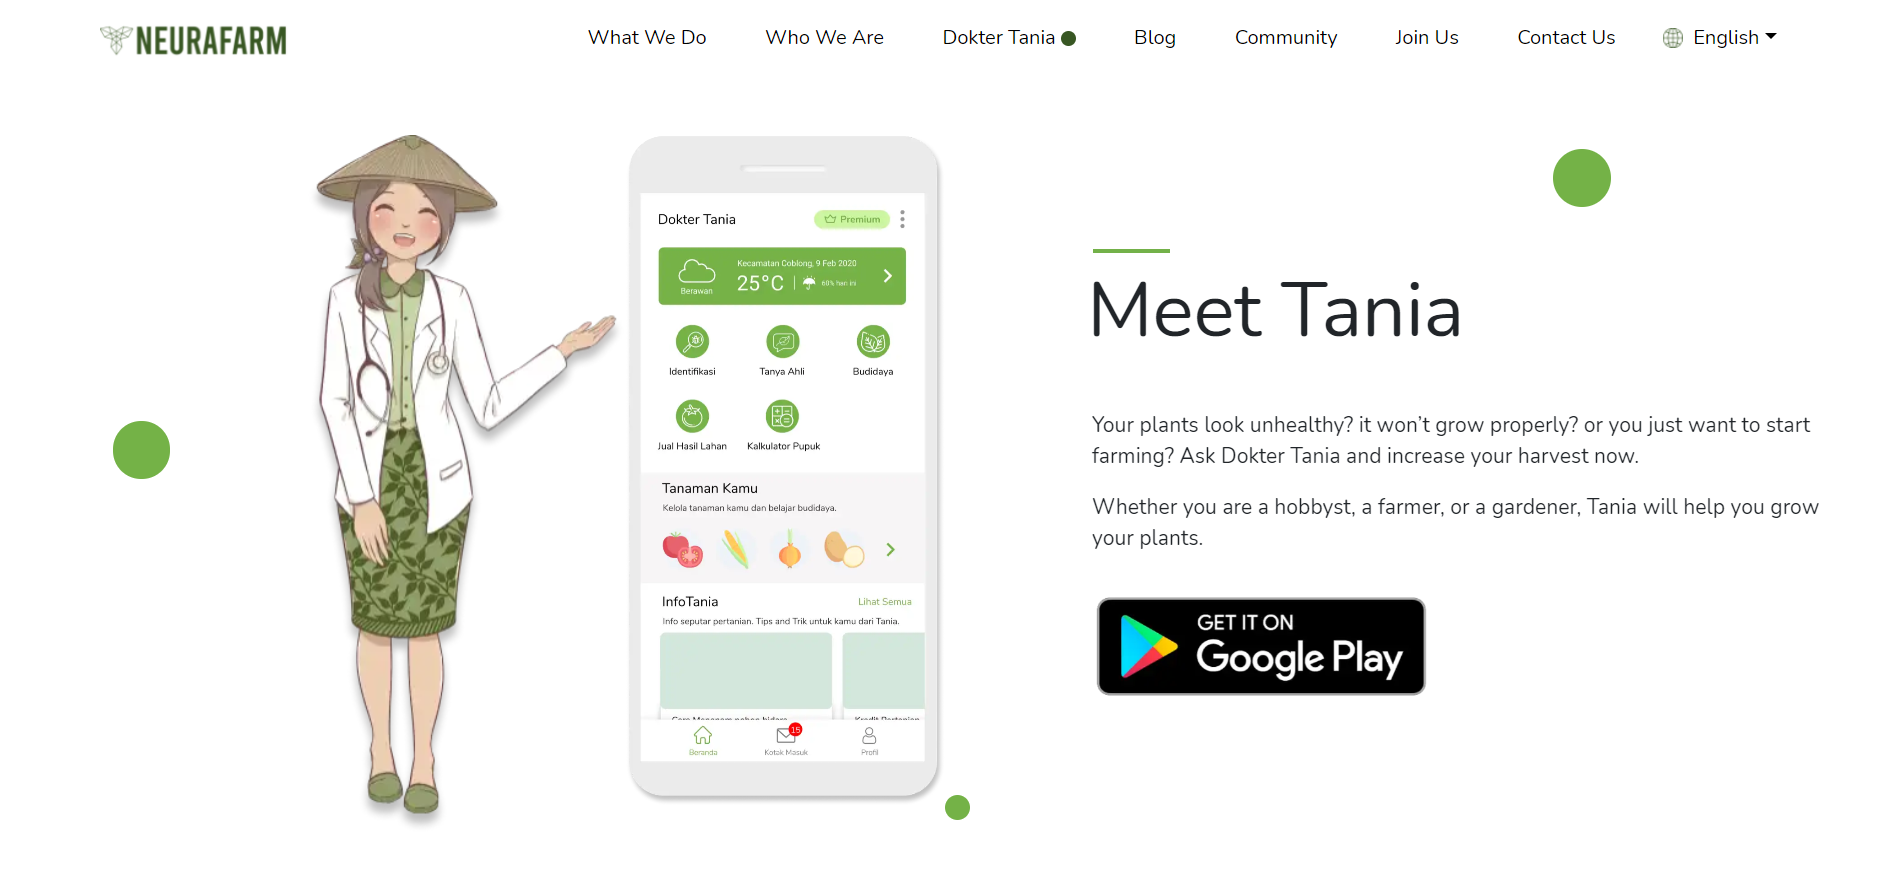 NEURAFARM
What We Do Who We Are Dokter Tania Blog Community Join Us Contact Us English
Dokter Tania Premium
Kecamatan Coblong, 9 Feb 2020
25°C 60% hari ini
Berawan
Identifikasi Tanya Ahli Budidaya
Jual Hasil Lahan Kalkulator Pupuk
Tanaman Kamu
Kelola tanaman kamu dan belajar budidaya.
InfoTania Lihat Semua
Info seputar pertanian. Tips and Trik untuk kamu dari Tania.
15
Beranda Kotak Masuk Profil
Meet Tania
Your plants look unhealthy? it won’t grow properly? or you just want to start
farming? Ask Dokter Tania and increase your harvest now.
Whether you are a hobbyst, a farmer, or a gardener, Tania will help you grow
your plants.
GET IT ON
Google Play